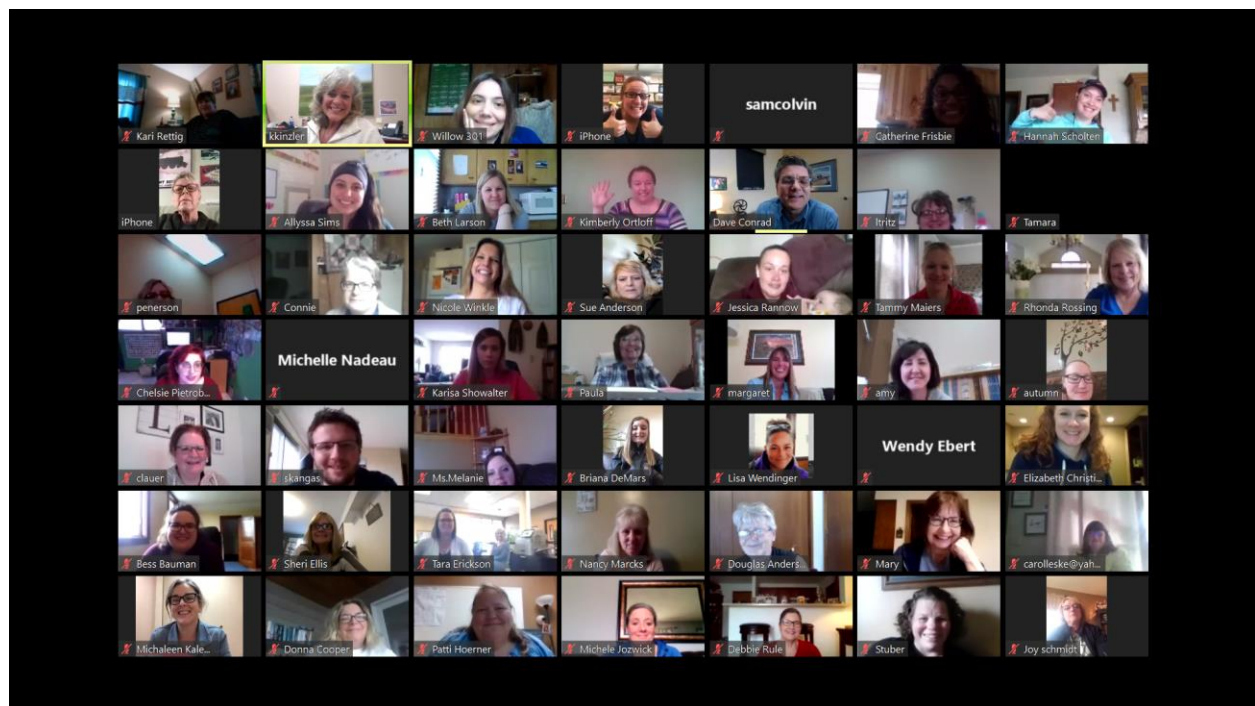 Kari Rettig
kkinzler
Willow 301
iPhone
samcolvin
Catherine Frisbie
Hannah Scholten
iPhone
Allyssa Sims
Beth Larson
Kimberly Ortloff
Dave Conrad
ltritz
Tamara
penerson
Connie
Nicole Winkle
Sue Anderson
Jessica Rannow
Tammy Maiers
Rhonda Rossing
Chelsie Pietrob...
Michelle Nadeau
Karisa Showalter
Paula
margaret
amy
autumn
clauer
skangas
Ms.Melanie
Briana DeMars
Lisa Wendinger
Wendy Ebert
Elizabeth Christi...
Bess Bauman
Sheri Ellis
Tara Erickson
Nancy Marcks
Douglas Anders...
Mary
carolleske@yah...
Michaleen Kale...
Donna Cooper
Patti Hoerner
Michele Jozwick
Debbie Rule
Stuber
Joy schmidt